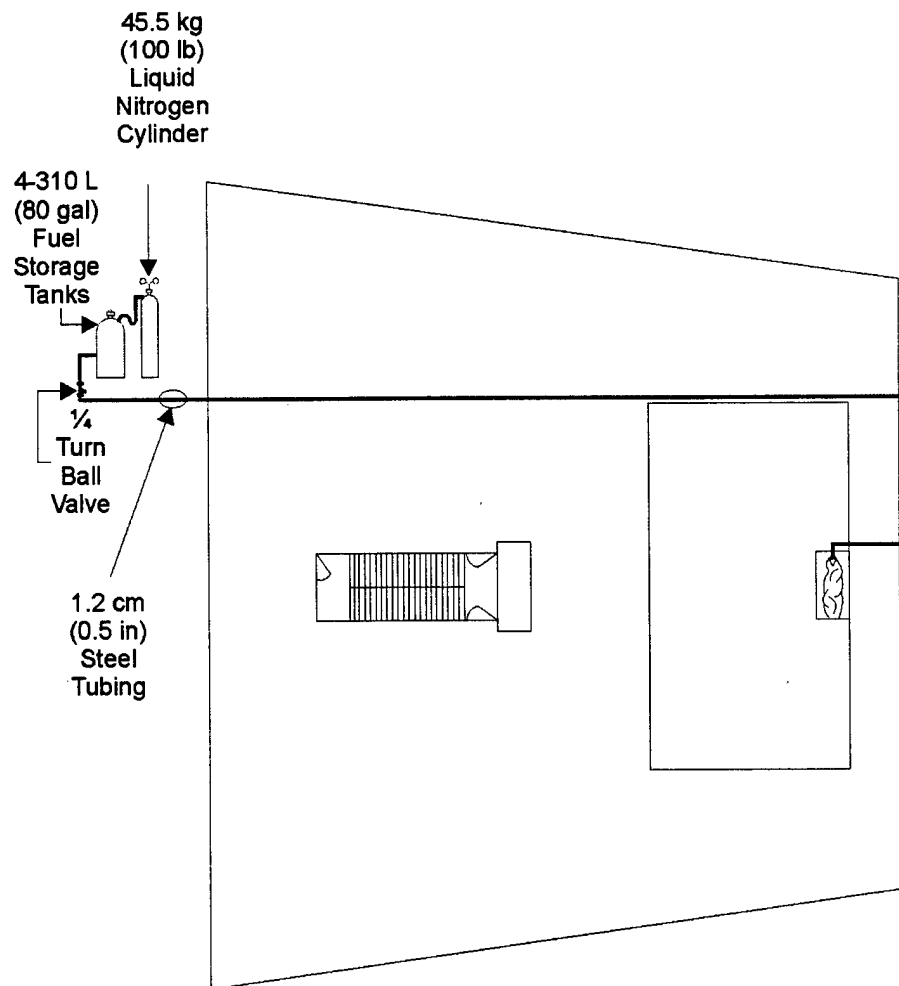 45.5 kg
(100 lb)
Liquid
Nitrogen
Cylinder
4-310 L
(80 gal)
Fuel
Storage
Tanks
¼
Turn
Ball
Valve
1.2 cm
(0.5 in)
Steel
Tubing